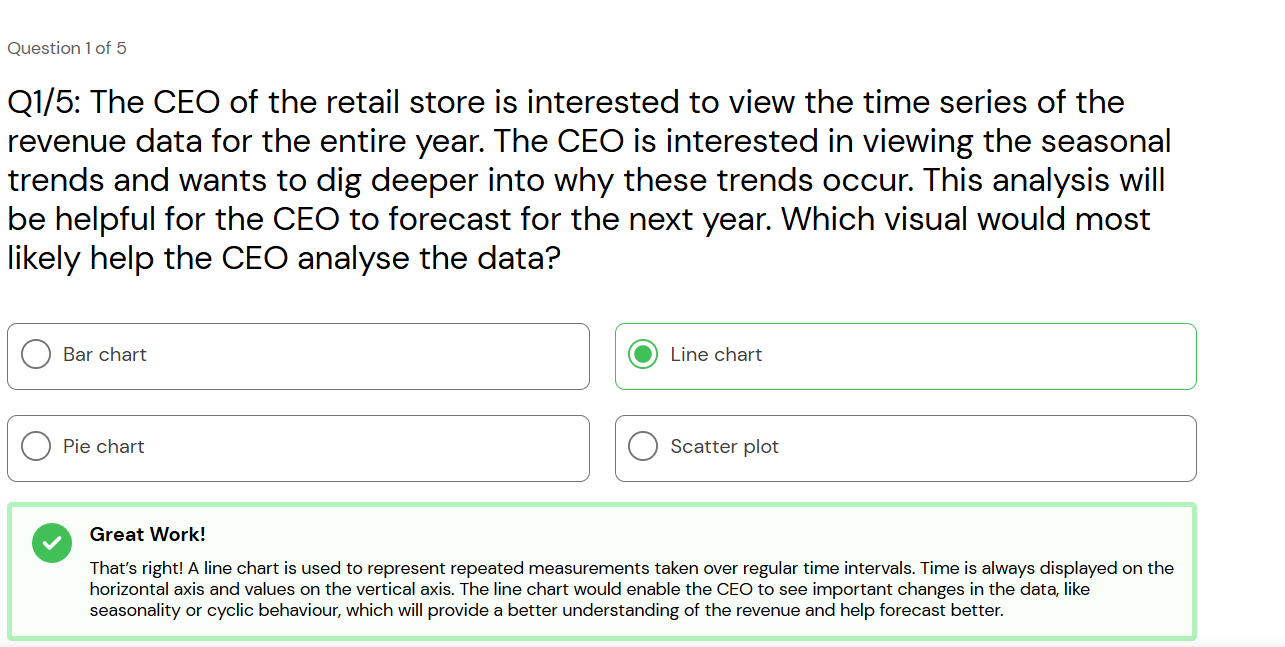 Question 1 of 5
Q1/5: The CEO of the retail store is interested to view the time series of the
revenue data for the entire year. The CEO is interested in viewing the seasonal
trends and wants to dig deeper into why these trends occur. This analysis will
be helpful for the CEO to forecast for the next year. Which visual would most
likely help the CEO analyse the data?
Bar chart
Line chart
Pie chart
Scatter plot
Great Work!
That’s right! A line chart is used to represent repeated measurements taken over regular time intervals. Time is always displayed on the
horizontal axis and values on the vertical axis. The line chart would enable the CEO to see important changes in the data, like
seasonality or cyclic behaviour, which will provide a better understanding of the revenue and help forecast better.